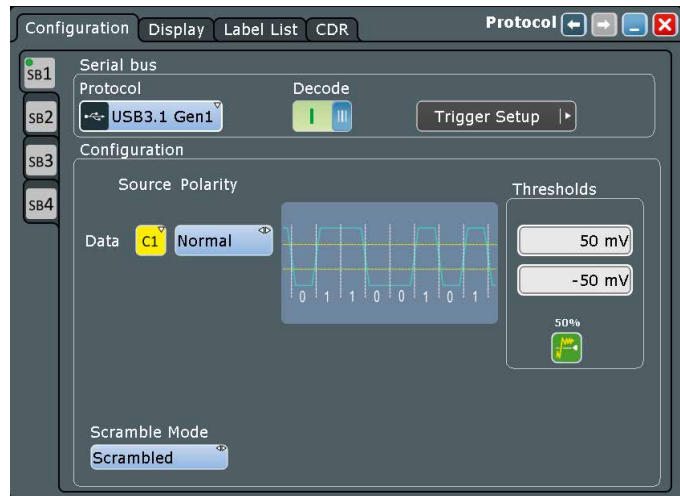 Configuration Display Label List CDR Protocol
SB1
SB2
SB3
SB4
Serial bus
Protocol Decode
USB3.1 Gen1 Trigger Setup
Configuration
Source Polarity Thresholds
Data C1 Normal 50 mV
-50 mV
0 1 1 0 0 1 0 1
50%
Scramble Mode
Scrambled